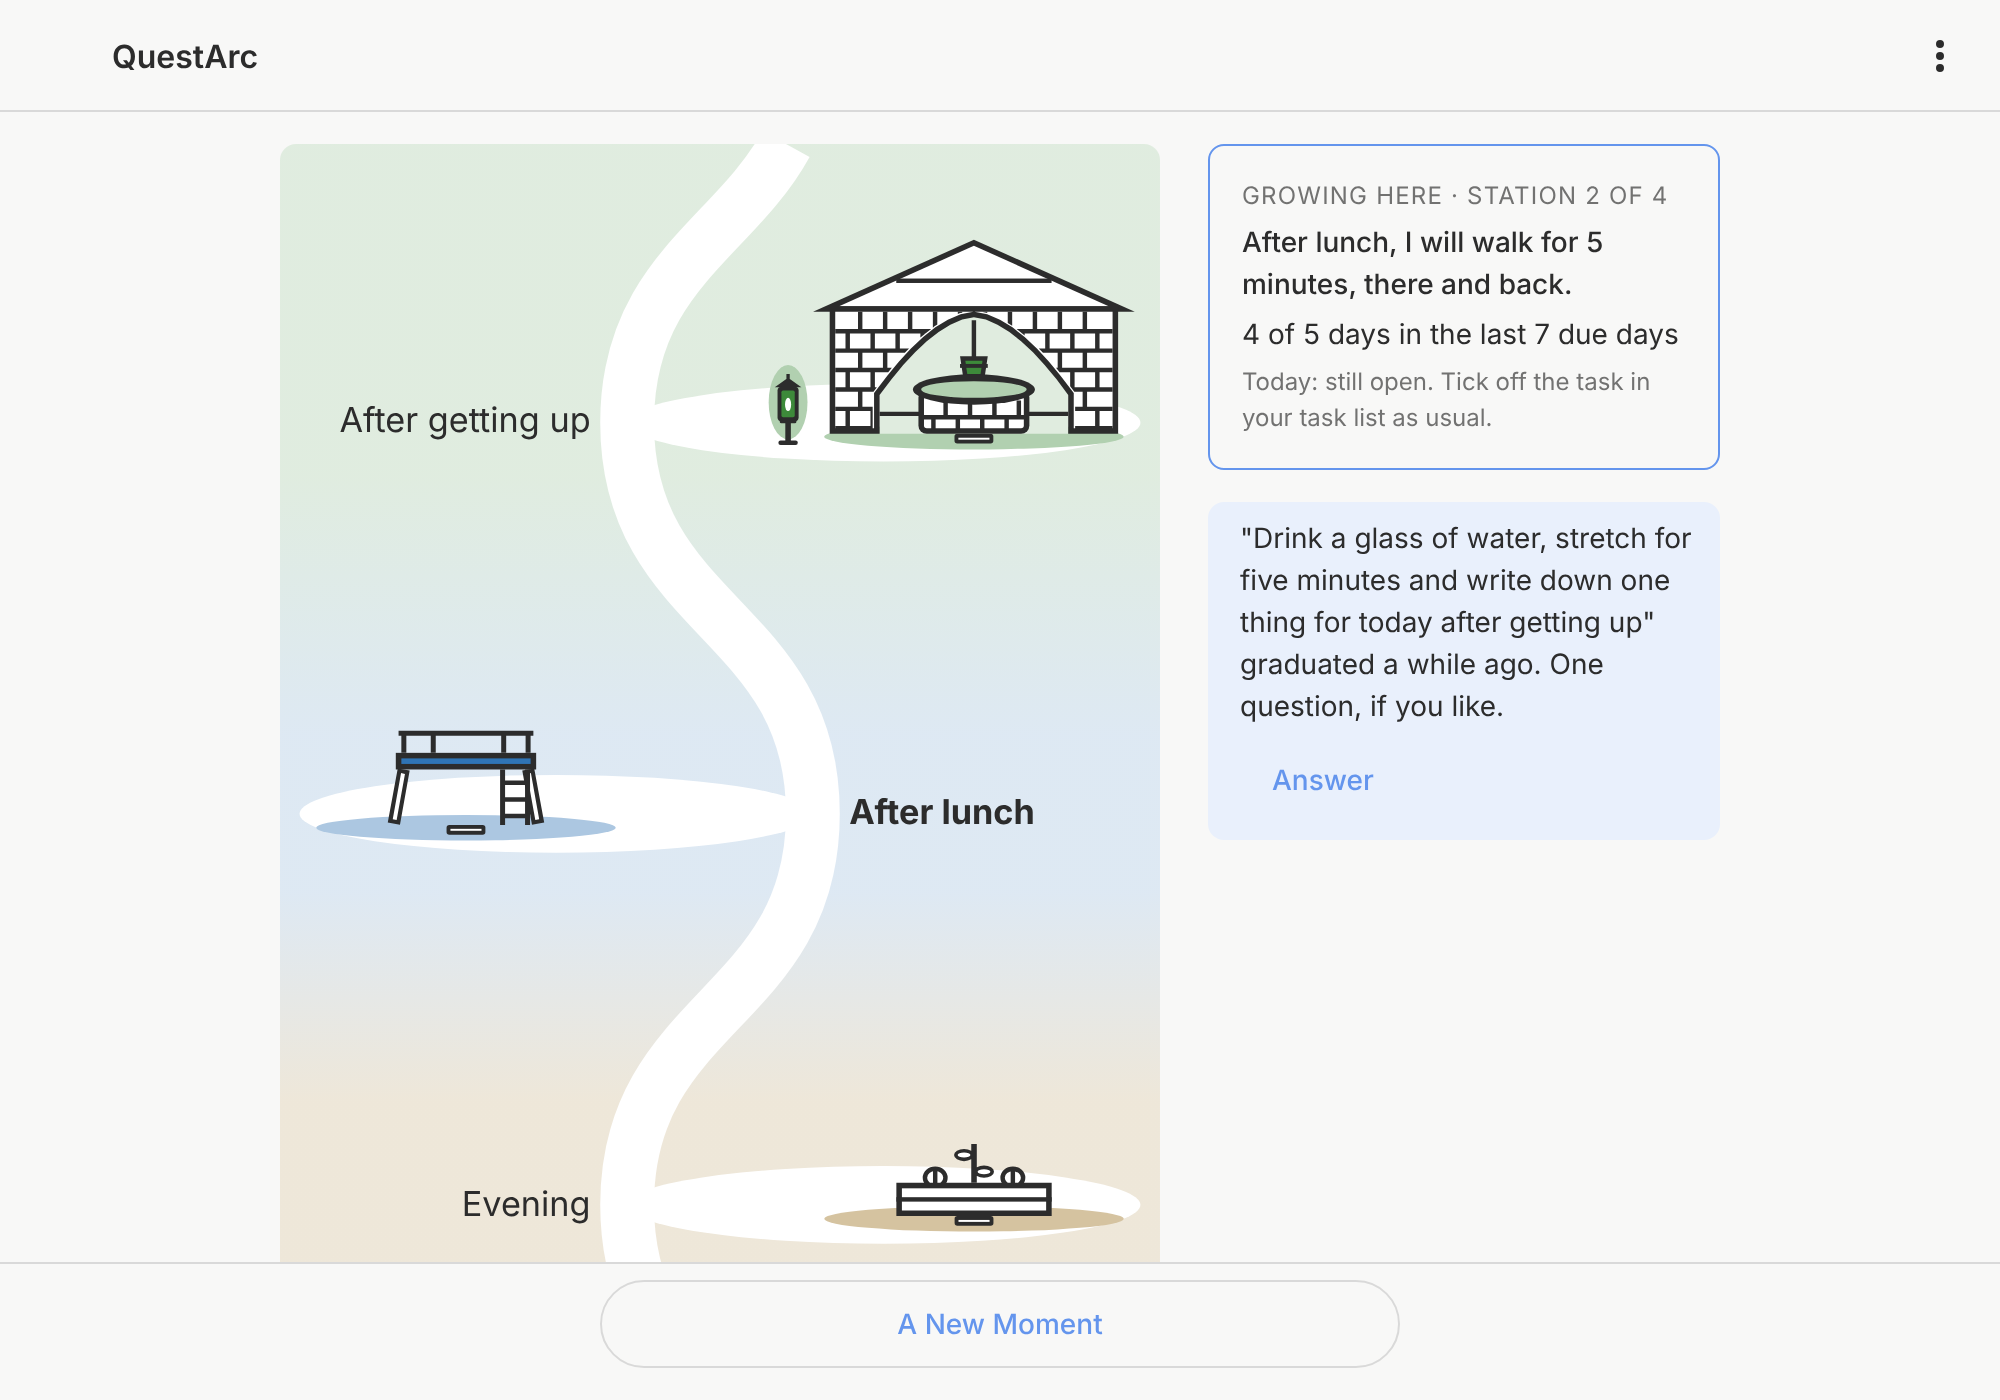 QuestArc
After getting up
After lunch
Evening
GROWING HERE · STATION 2 OF 4
After lunch, I will walk for 5
minutes, there and back.
4 of 5 days in the last 7 due days
Today: still open. Tick off the task in
your task list as usual.
"Drink a glass of water, stretch for
five minutes and write down one
thing for today after getting up"
graduated a while ago. One
question, if you like.
Answer
A New Moment